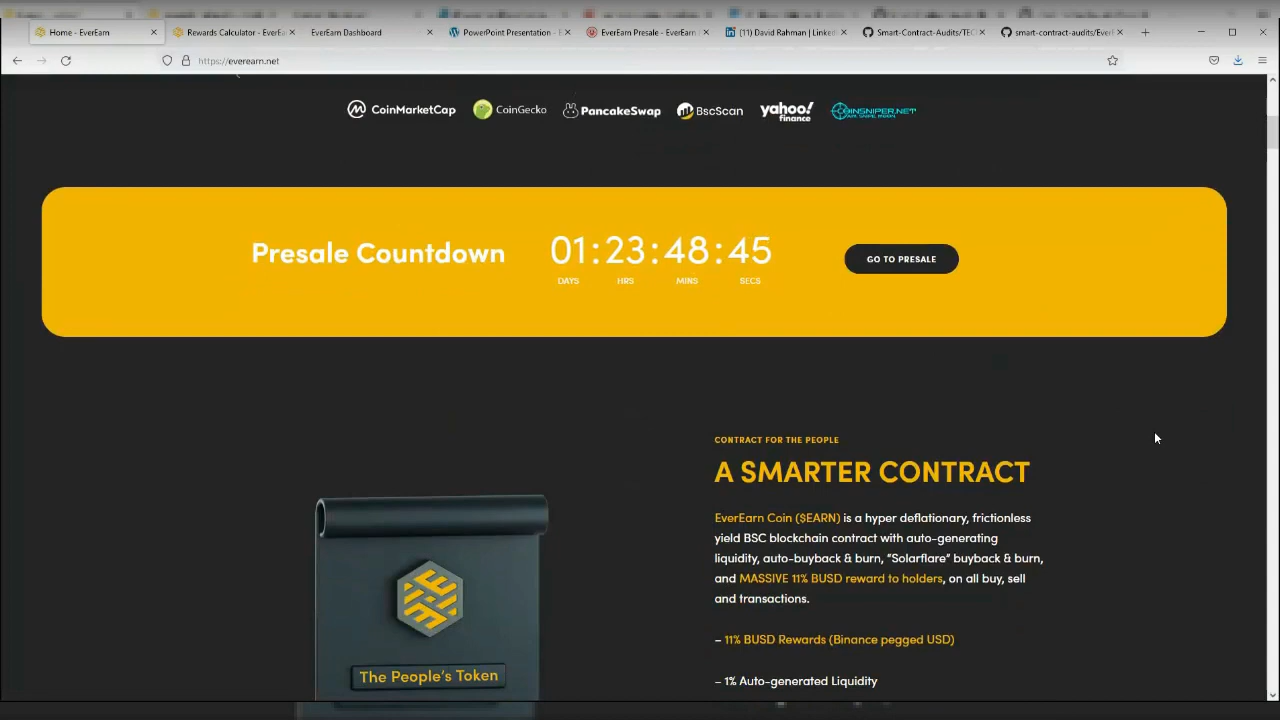 Home - EverEarn
Rewards Calculator - EverEa
EverEarn Dashboard
PowerPoint Presentation - E
EverEarn Presale - EverEarn
(11) David Rahman | Linked
Smart-Contract-Audits/TEC
smart-contract-audits/Everl
https://everearn.net
CoinMarketCap
CoinGecko
PancakeSwap
BscScan
yahoo!
finance
COINSNIPER.NET
Presale Countdown
01:23:48:45
DAYS HRS MINS SECS
GO TO PRESALE
CONTRACT FOR THE PEOPLE
A SMARTER CONTRACT
EverEarn Coin ($EARN) is a hyper deflationary, frictionless
yield BSC blockchain contract with auto-generating
liquidity, auto-buyback & burn, “Solarflare” buyback & burn,
and MASSIVE 11% BUSD reward to holders, on all buy, sell
and transactions.
– 11% BUSD Rewards (Binance pegged USD)
– 1% Auto-generated Liquidity
The People's Token